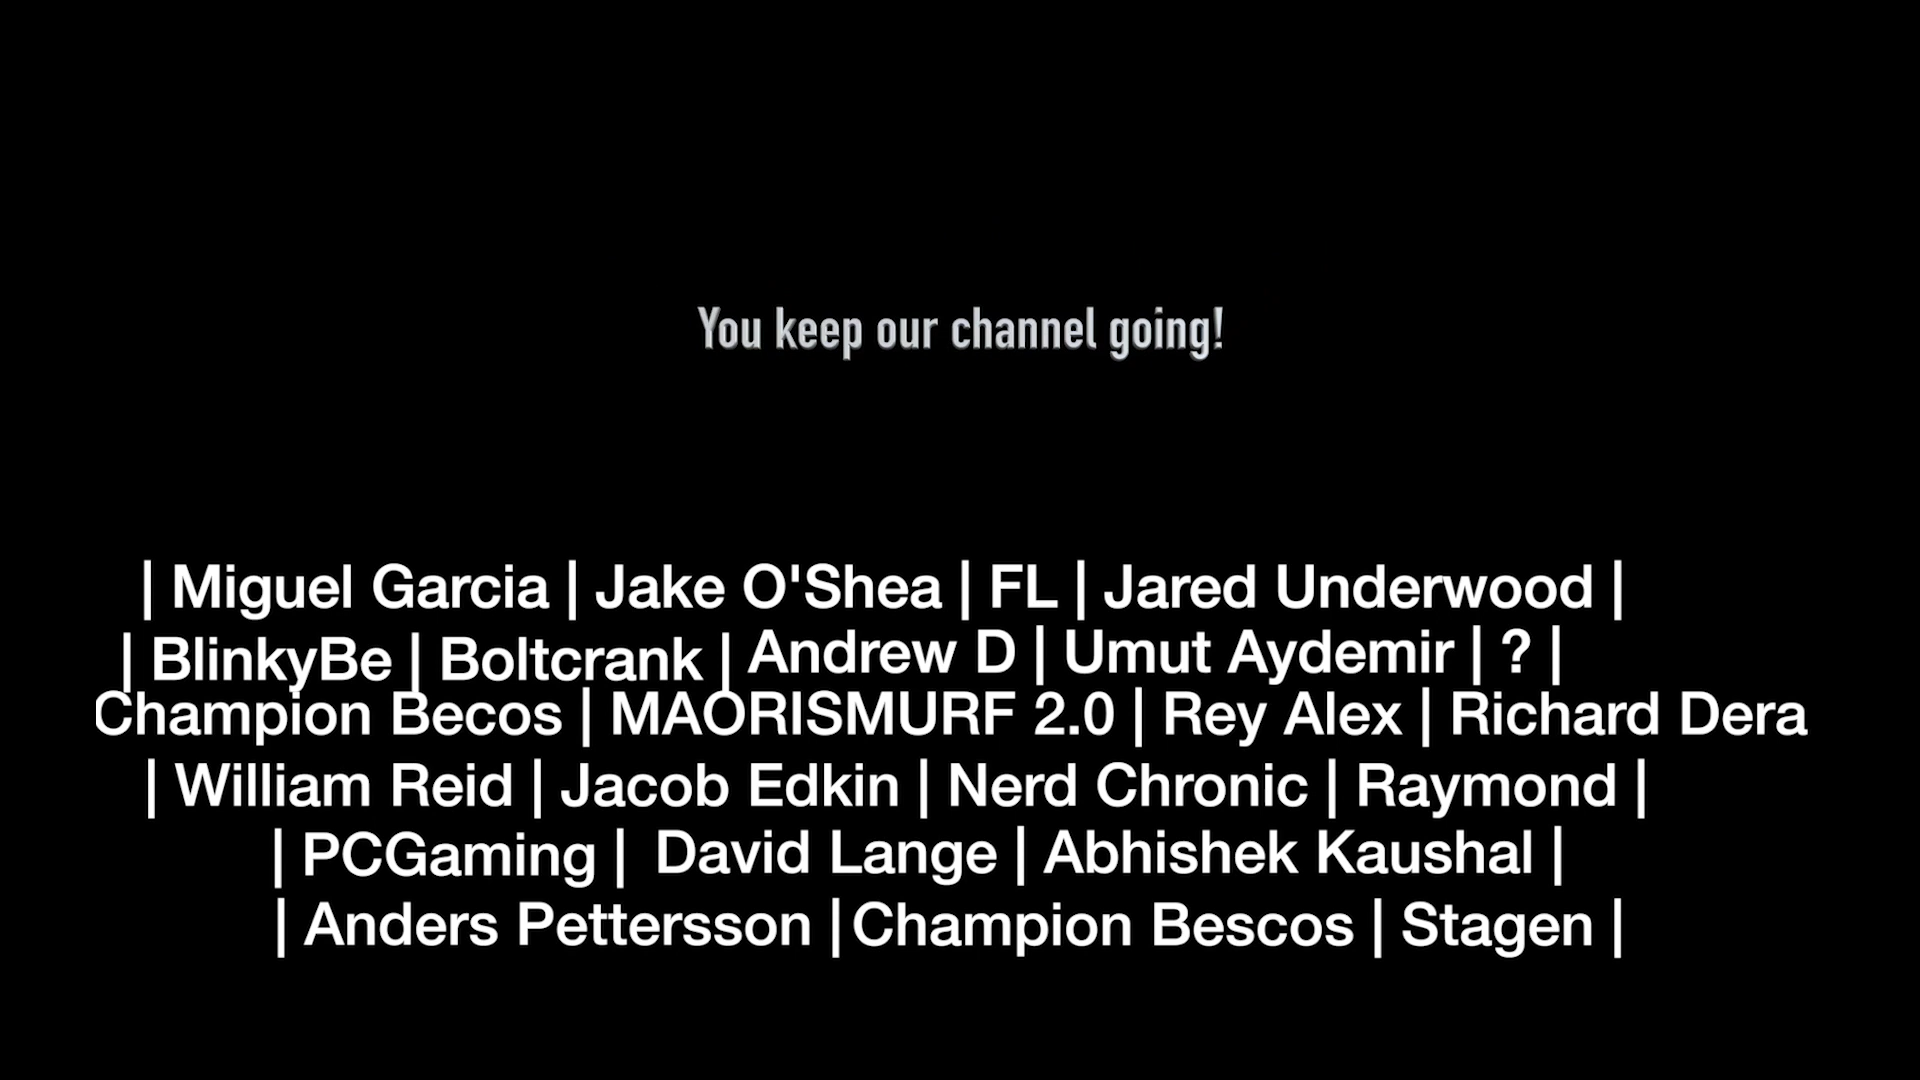 You keep our channel going!
| Miguel Garcia | Jake O'Shea | FL | Jared Underwood |
| BlinkyBe | Boltcrank | Andrew D | Umut Aydemir | ? |
Champion Becos | MAORISMURF 2.0 | Rey Alex | Richard Dera
| William Reid | Jacob Edkin | Nerd Chronic | Raymond |
| PCGaming | David Lange | Abhishek Kaushal |
| Anders Pettersson | Champion Bescos | Stagen |